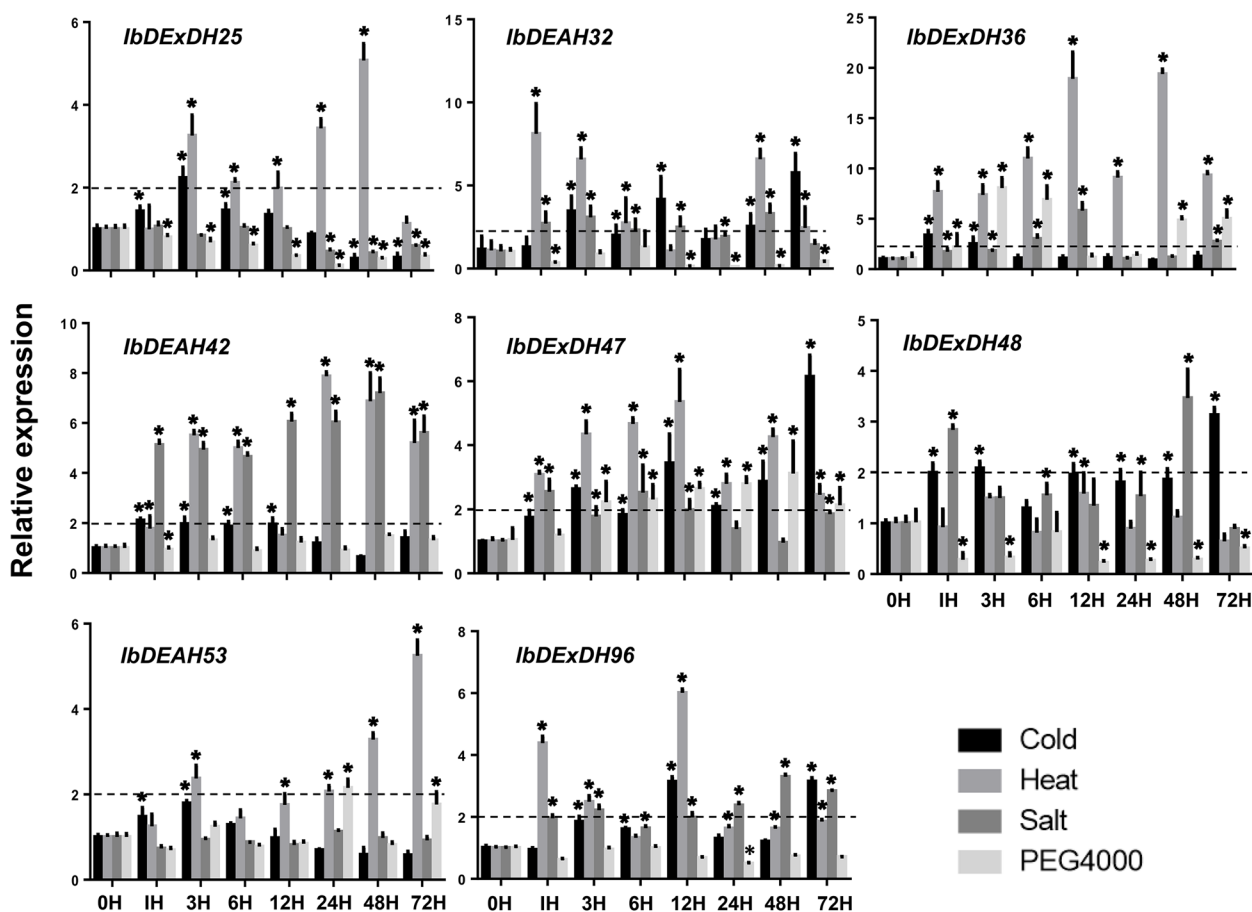 Relative expression
IbDExDH25
6
4
2
0
IbDEAH32
15
10
5
0
IbDExDH36
25
20
15
10
5
0
IbDEAH42
10
8
6
4
2
0
IbDExDH47
8
6
4
2
0
IbDExDH48
5
4
3
2
1
0
0H IH 3H 6H 12H 24H 48H 72H
IbDEAH53
6
4
2
0
0H IH 3H 6H 12H 24H 48H 72H
IbDExDH96
8
6
4
2
0
0H IH 3H 6H 12H 24H 48H 72H
Cold
Heat
Salt
PEG4000